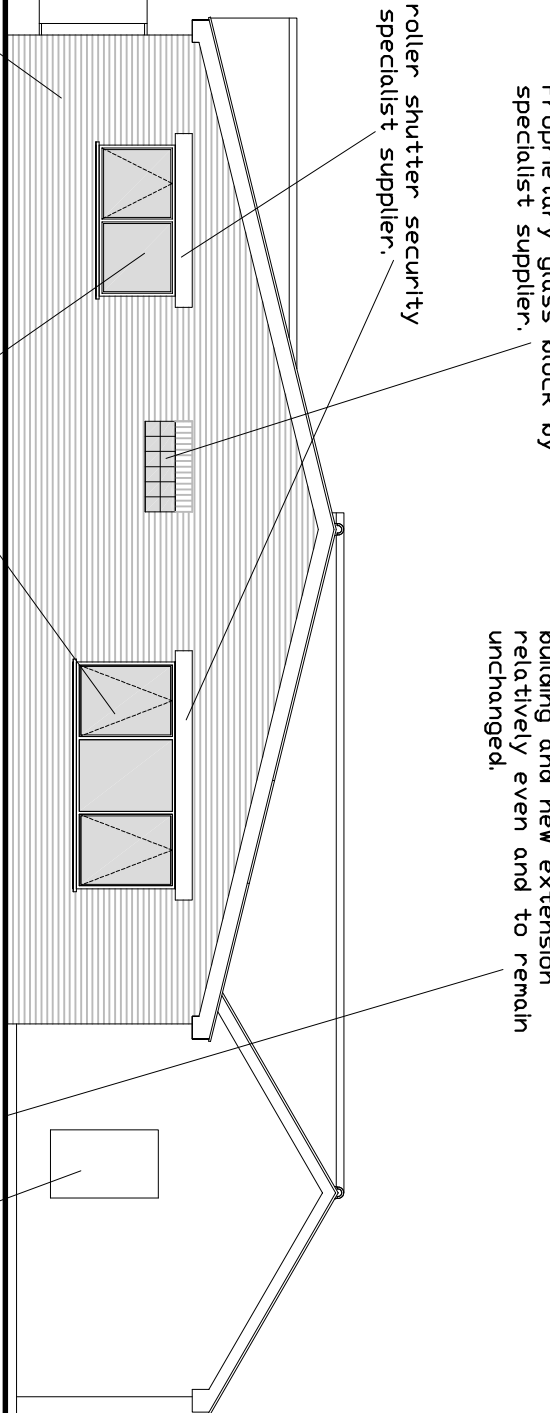 roller shutter security
specialist supplier.
Proprietary glass block by
specialist supplier.
building and new extension
relatively even and to remain
unchanged.